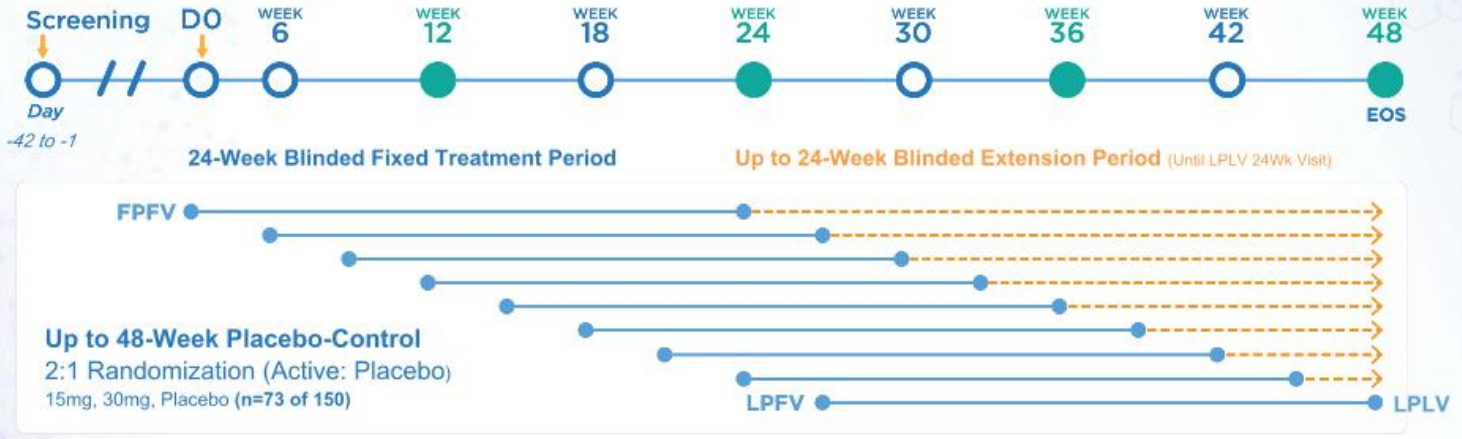 Screening
D0
WEEK
6
WEEK
12
WEEK
18
WEEK
24
WEEK
30
WEEK
36
WEEK
42
WEEK
48
Day
-42 to -1
EOS
24-Week Blinded Fixed Treatment Period
Up to 24-Week Blinded Extension Period (Until LPLV 24Wk Visit)
FPFV
Up to 48-Week Placebo-Control
2:1 Randomization (Active: Placebo)
15mg, 30mg, Placebo (n=73 of 150)
LPFV
LPLV